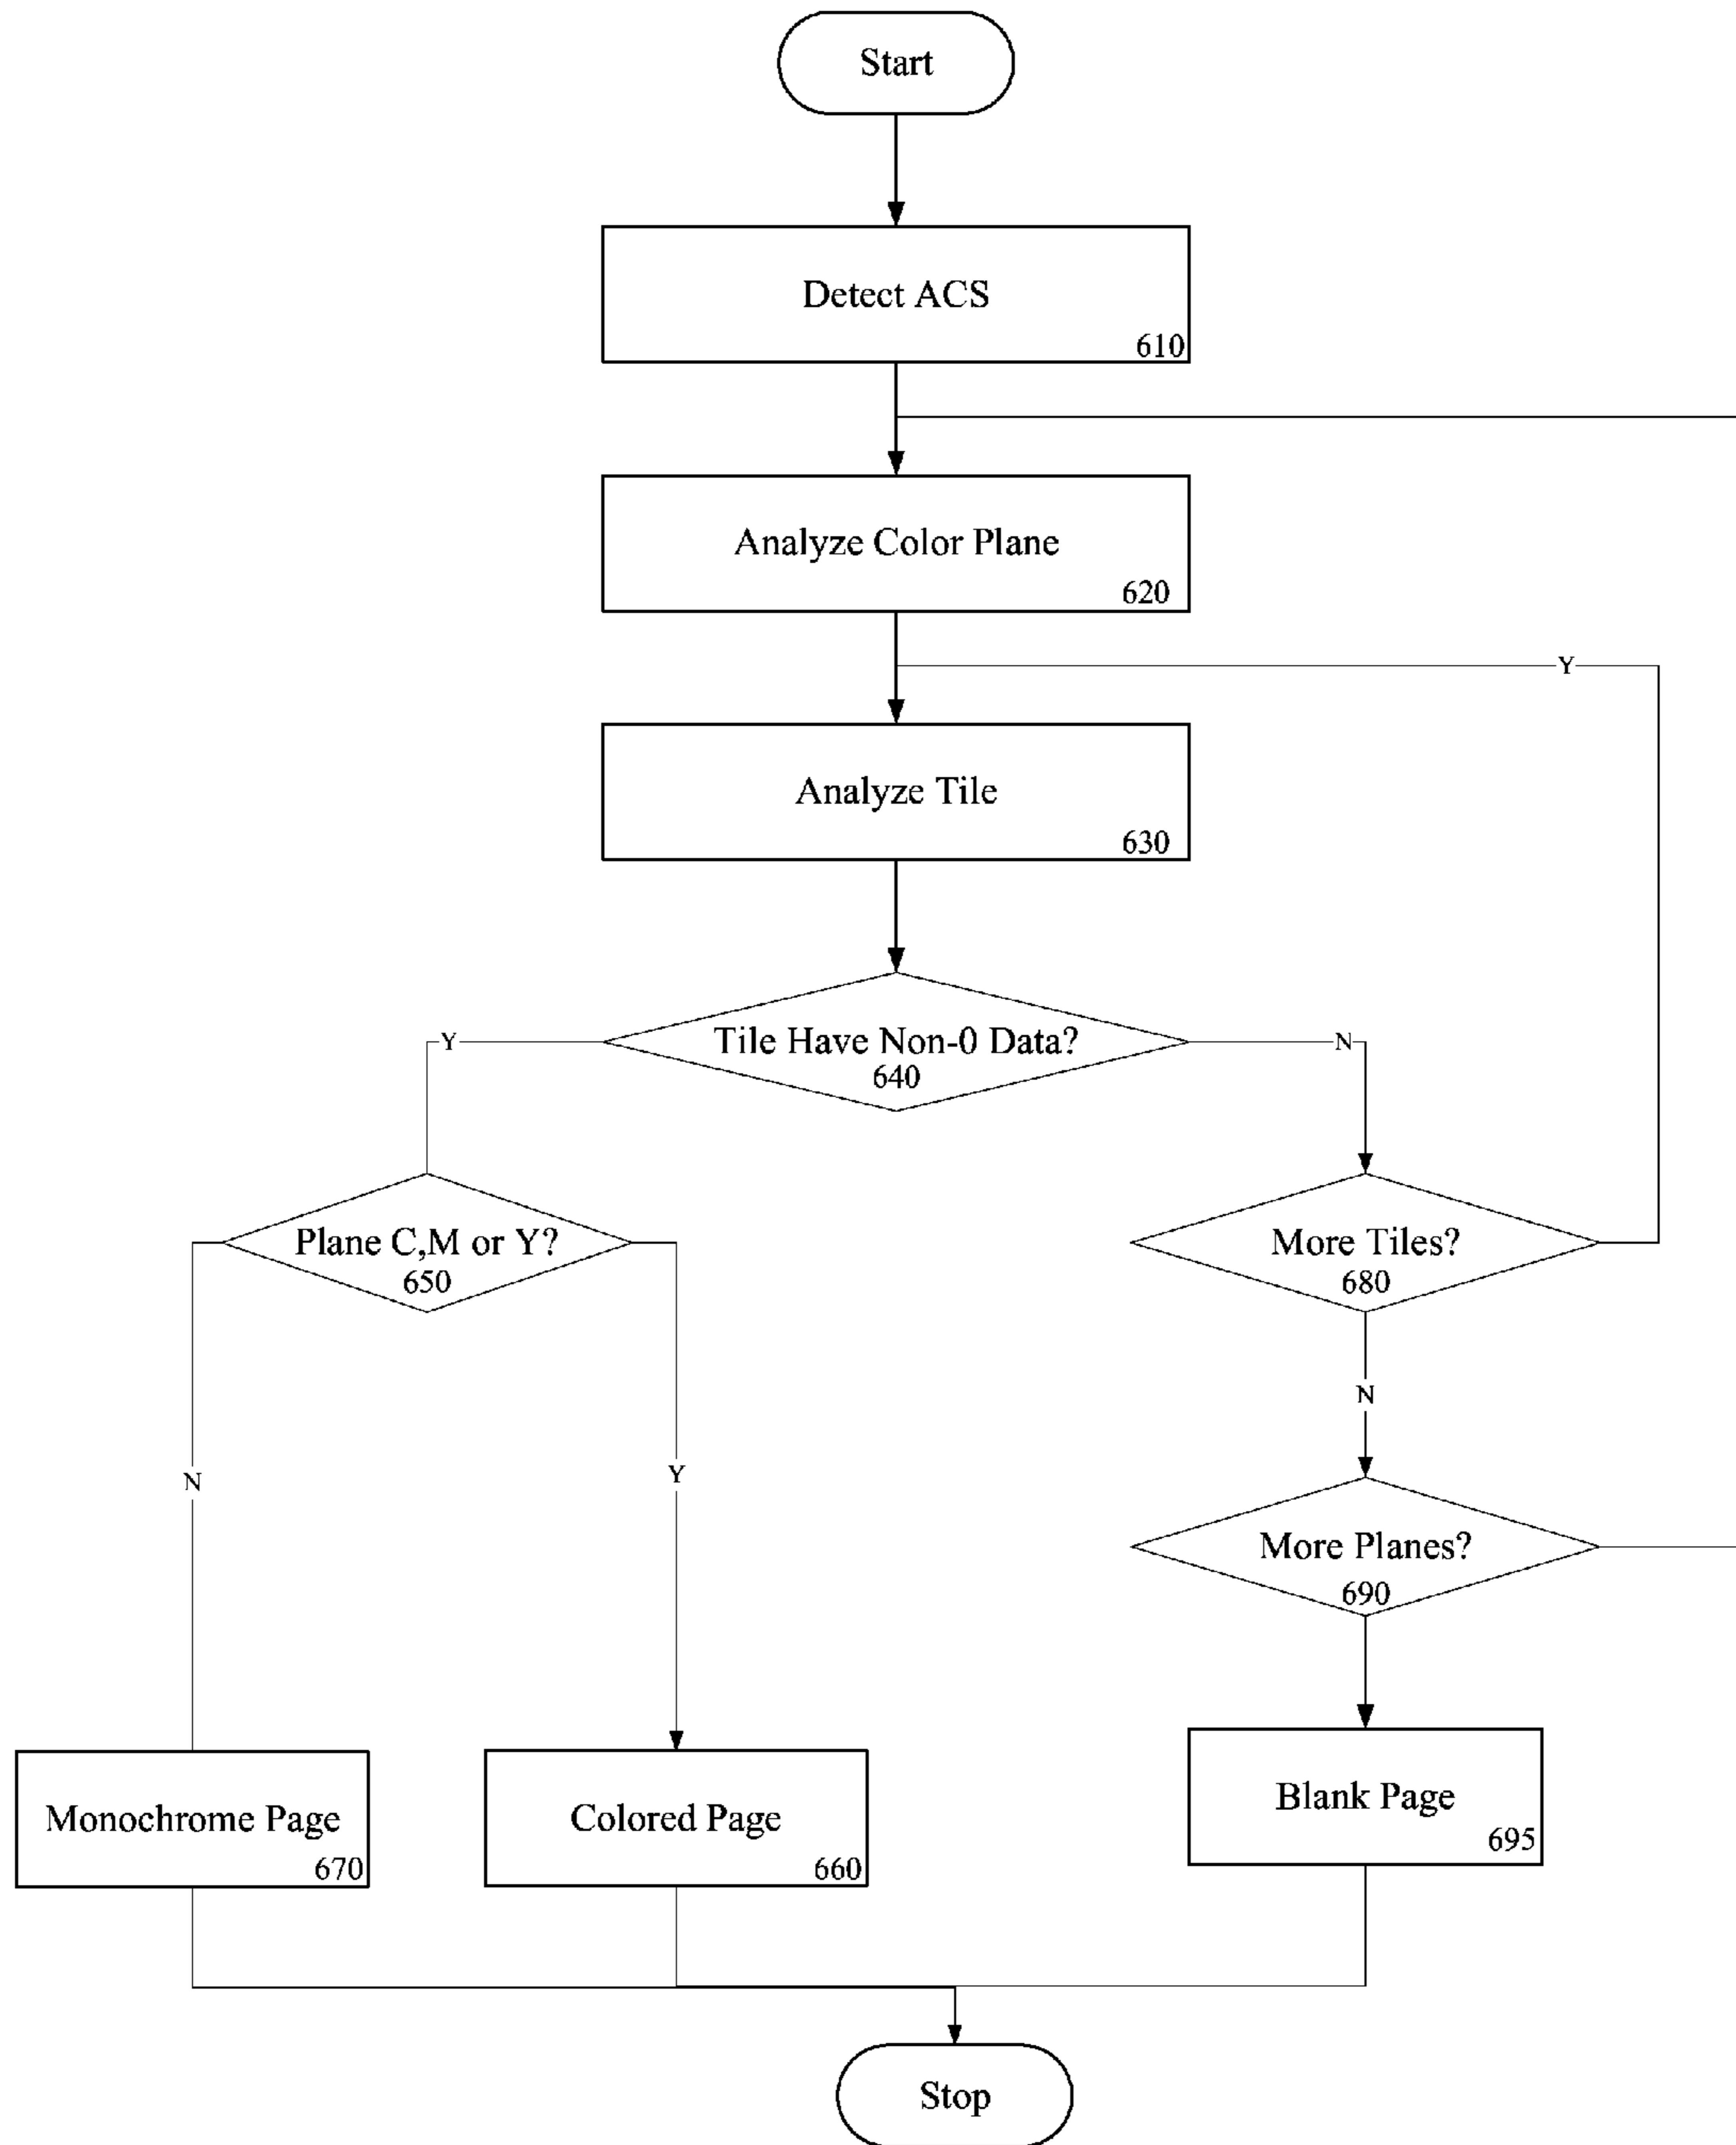 Start
Detect ACS
610
Analyze Color Plane
620
Y
Analyze Tile
630
Y
Tile Have Non-0 Data?
640
N
Plane C,M or Y?
650
More Tiles?
680
N
N
Y
More Planes?
690
Monochrome Page
670
Colored Page
660
Blank Page
695
Stop